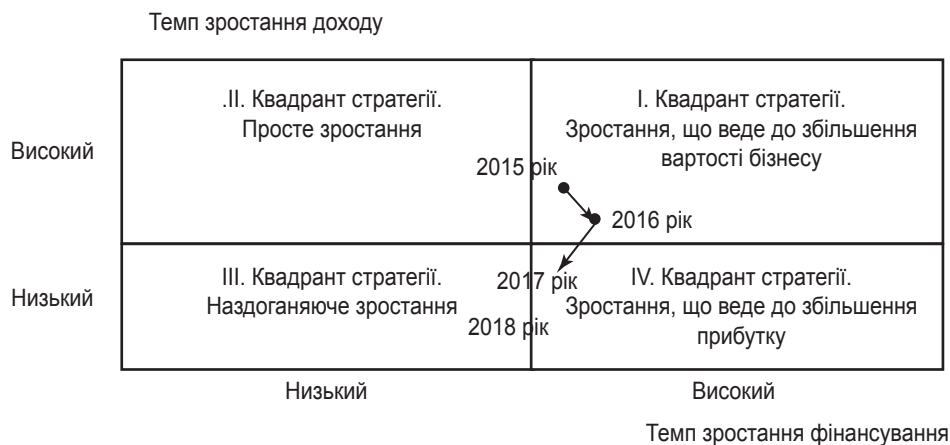 Темп зростання доходу
.II. Квадрант стратегії.
Просте зростання
I. Квадрант стратегії.
Зростання, що веде до збільшення
вартості бізнесу
Високий
2015 рік
2016 рік
III. Квадрант стратегії.
Наздоганяюче зростання
2017 рік
IV. Квадрант стратегії.
Зростання, що веде до збільшення
прибутку
Низький
2018 рік
Низький
Високий
Темп зростання фінансування